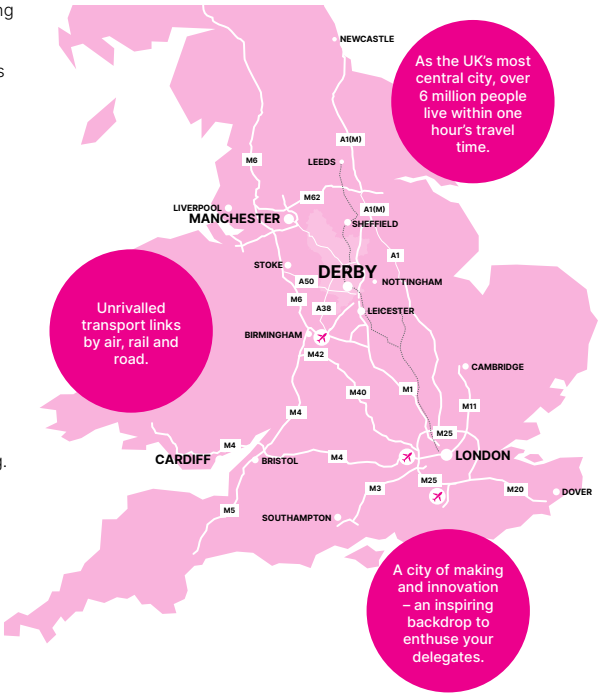 ng
s
g.
NEWCASTLE
As the UK's most
central city, over
6 million people
live within one
hour's travel
time.
A1(M)
M6
LEEDS
M62
LIVERPOOL
A1(M)
MANCHESTER
SHEFFIELD
A1
STOKE
DERBY
A50
NOTTINGHAM
M6
A38
LEICESTER
Unrivalled
transport links
by air, rail and
road.
BIRMINGHAM
M42
CAMBRIDGE
M40
M1
M11
M4
M25
M4
CARDIFF
BRISTOL
M4
LONDON
M25
M3
M20
DOVER
M5
SOUTHAMPTON
A city of making
and innovation
– an inspiring
backdrop to
enthuse your
delegates.